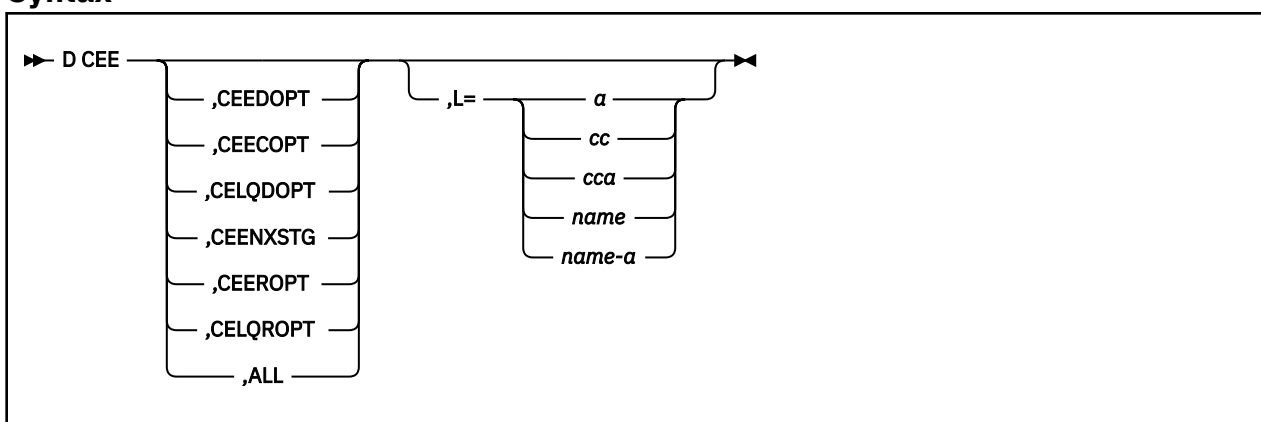 Syntax
D CEE
,CEEDOPT
,CEECOPT
,CELQDOPT
,CEENXSTG
,CEEROPT
,CELQROPT
,ALL
,L=
a
cc
cca
name
name-a